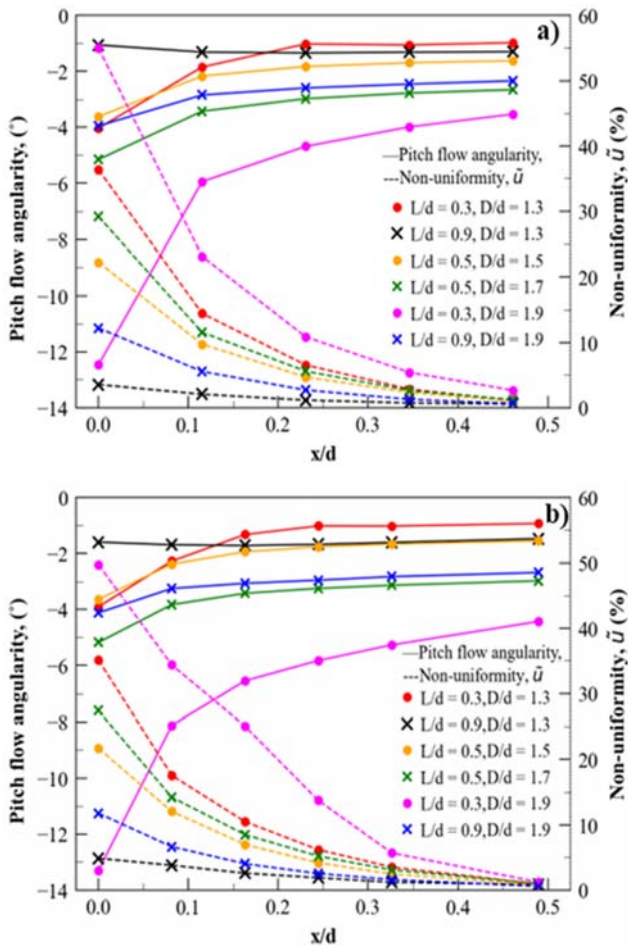 a)
Pitch flow angularity, (°)
0
−2
−4
−6
−8
−10
−12
−14
Non-uniformity, ũ (%)
60
50
40
30
20
10
0
—Pitch flow angularity,
----Non-uniformity, ũ
L/d = 0.3, D/d = 1.3
L/d = 0.9, D/d = 1.3
L/d = 0.5, D/d = 1.5
L/d = 0.5, D/d = 1.7
L/d = 0.3, D/d = 1.9
L/d = 0.9, D/d = 1.9
0.0 0.1 0.2 0.3 0.4 0.5
x/d
b)
Pitch flow angularity, (°)
0
−2
−4
−6
−8
−10
−12
−14
Non-uniformity, ũ (%)
60
50
40
30
20
10
0
—Pitch flow angularity,
----Non-uniformity, ũ
L/d = 0.3,D/d = 1.3
L/d = 0.9,D/d = 1.3
L/d = 0.5,D/d = 1.5
L/d = 0.5,D/d = 1.7
L/d = 0.3,D/d = 1.9
L/d = 0.9,D/d = 1.9
0.0 0.1 0.2 0.3 0.4 0.5
x/d